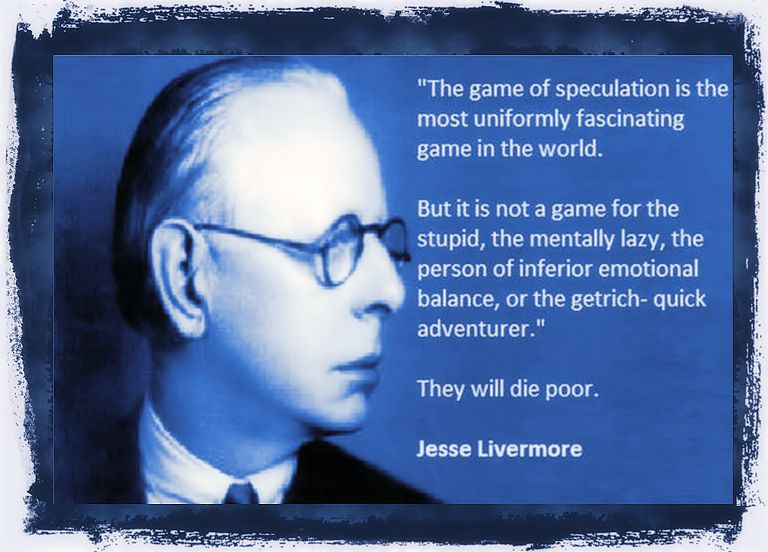 "The game of speculation is the
most uniformly fascinating
game in the world.
But it is not a game for the
stupid, the mentally lazy, the
person of inferior emotional
balance, or the getrich- quick
adventurer."
They will die poor.
Jesse Livermore